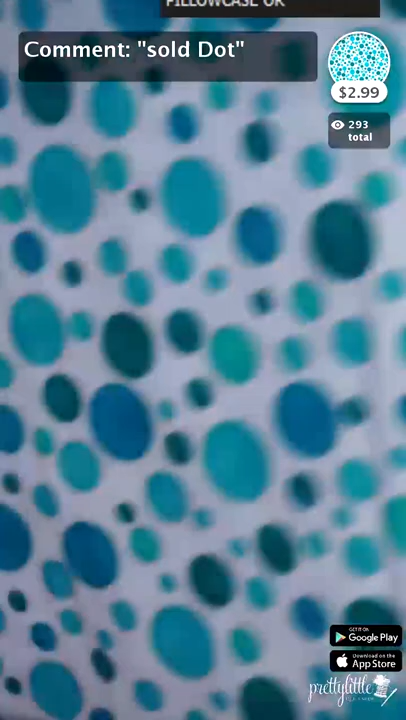 PILLOWCASE OR
Comment: "sold Dot"
$2.99
293
total
GET IT ON
Google Play
Download on the
App Store
prettylittle